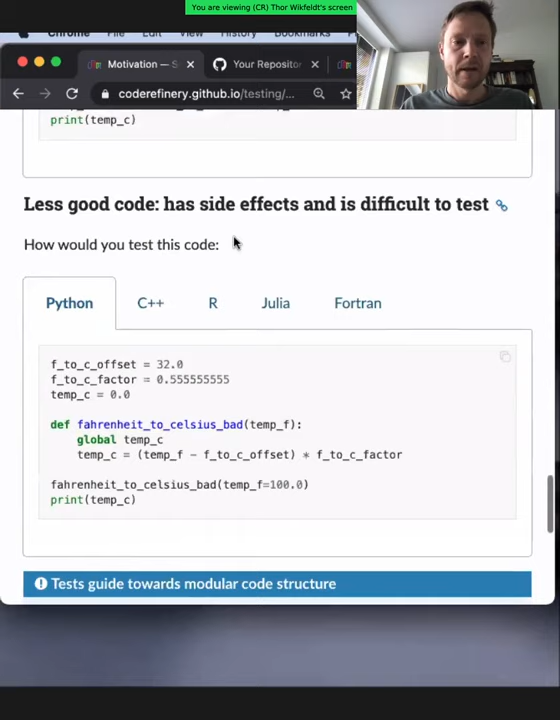 You are viewing (CR) Thor Wikfeldt's screen
Chrome File Edit View History Bookmarks
Motivation — S
Your Repositor
coderefinery.github.io/testing/...
print(temp_c)
Less good code: has side effects and is difficult to test
How would you test this code:
Python C++ R Julia Fortran
f_to_c_offset = 32.0
f_to_c_factor = 0.555555555
temp_c = 0.0
def fahrenheit_to_celsius_bad(temp_f):
global temp_c
temp_c = (temp_f - f_to_c_offset) * f_to_c_factor
fahrenheit_to_celsius_bad(temp_f=100.0)
print(temp_c)
Tests guide towards modular code structure